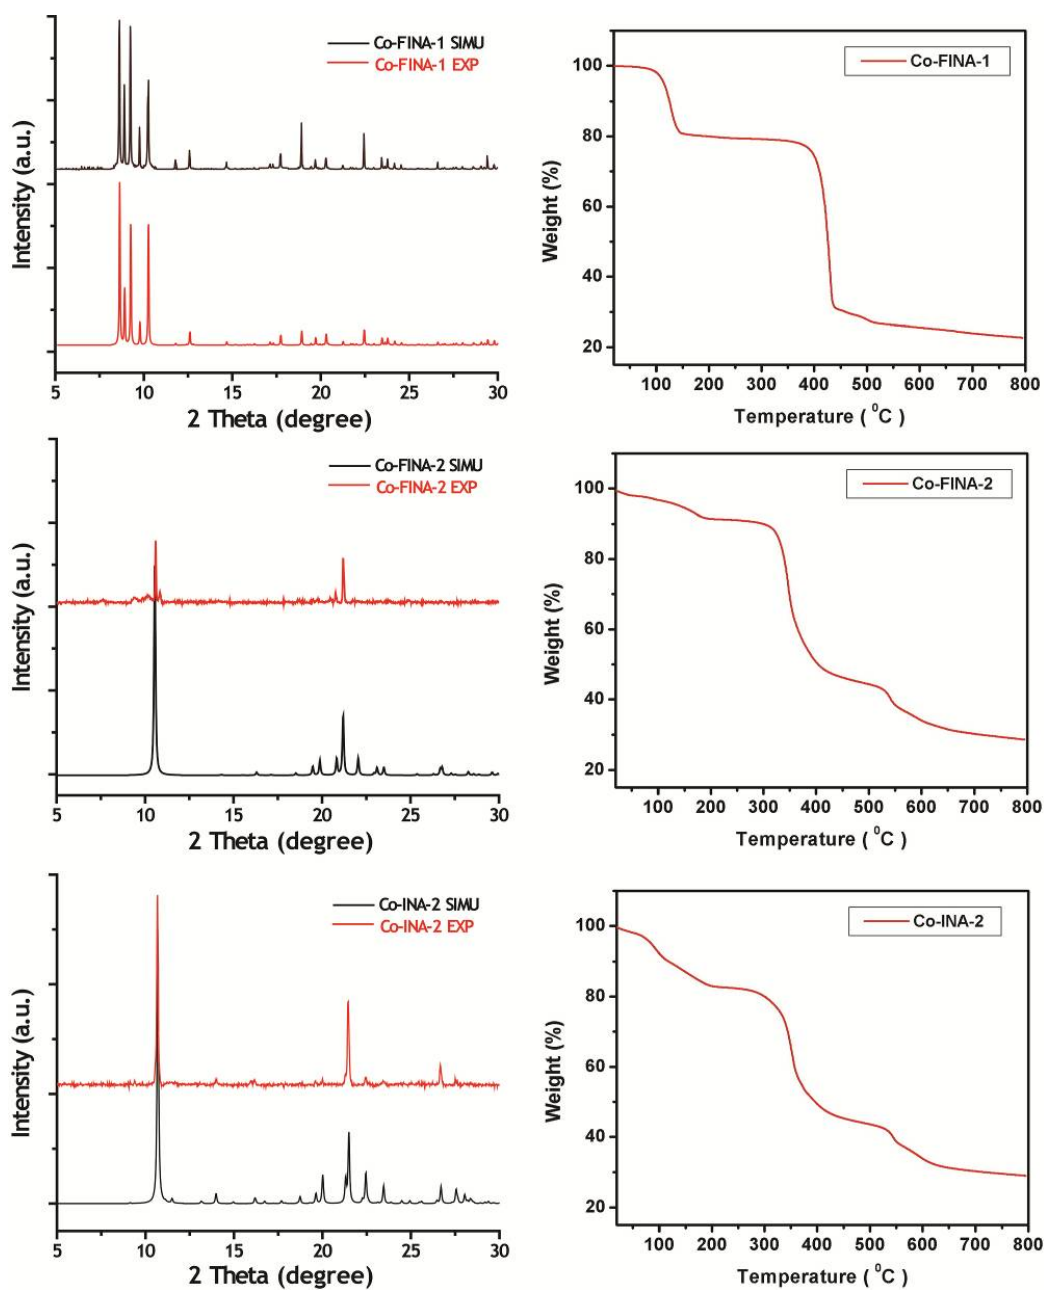 Co-FINA-1 SIMU
Co-FINA-1 EXP
Intensity (a.u.)
5 10 15 20 25 30
2 Theta (degree)
Co-FINA-1
Weight (%)
100
80
60
40
20
100 200 300 400 500 600 700 800
Temperature ( ⁰C )
Co-FINA-2 SIMU
Co-FINA-2 EXP
Intensity (a.u.)
5 10 15 20 25 30
2 Theta (degree)
Co-FINA-2
Weight (%)
100
80
60
40
20
100 200 300 400 500 600 700 800
Temperature ( ⁰C )
Co-INA-2 SIMU
Co-INA-2 EXP
Intensity (a.u.)
5 10 15 20 25 30
2 Theta (degree)
Co-INA-2
Weight (%)
100
80
60
40
20
100 200 300 400 500 600 700 800
Temperature ( ⁰C )